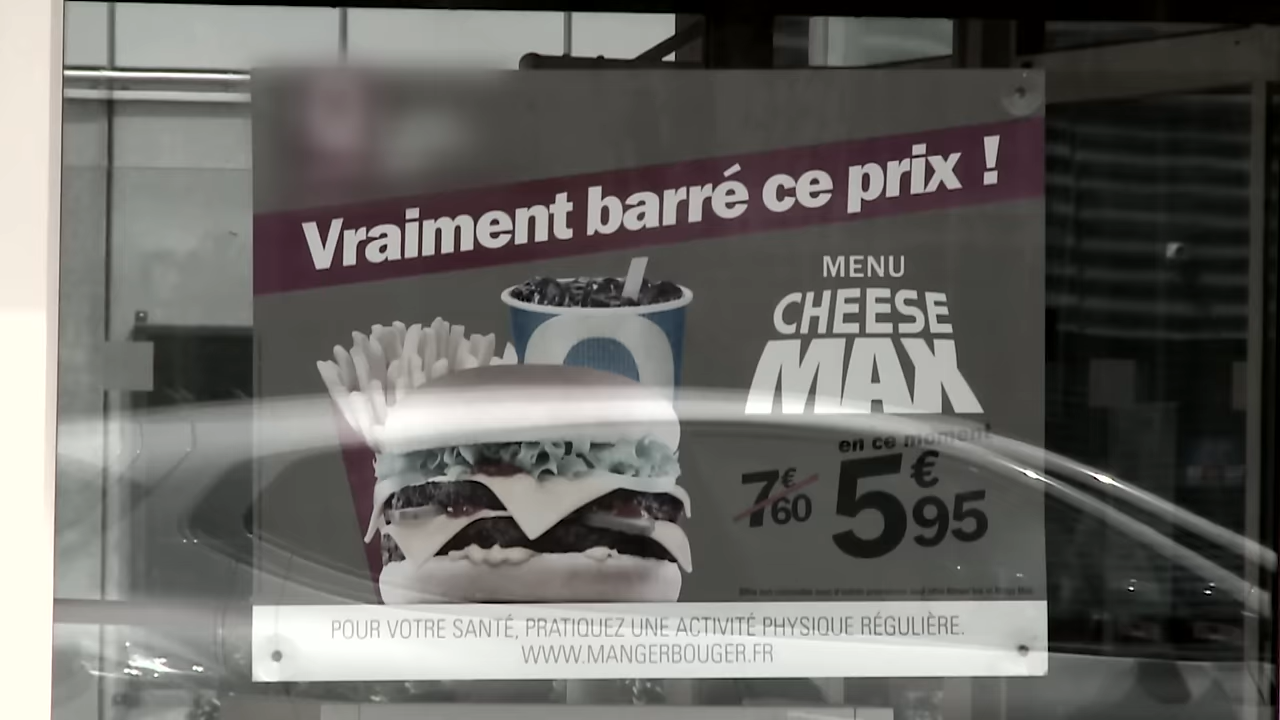 Vraiment barré ce prix !
MENU
CHEESE
MAX
en ce moment
7€60
5€95
POUR VOTRE SANTÉ, PRATIQUEZ UNE ACTIVITÉ PHYSIQUE RÉGULIÈRE.
WWW.MANGERBOUGER.FR